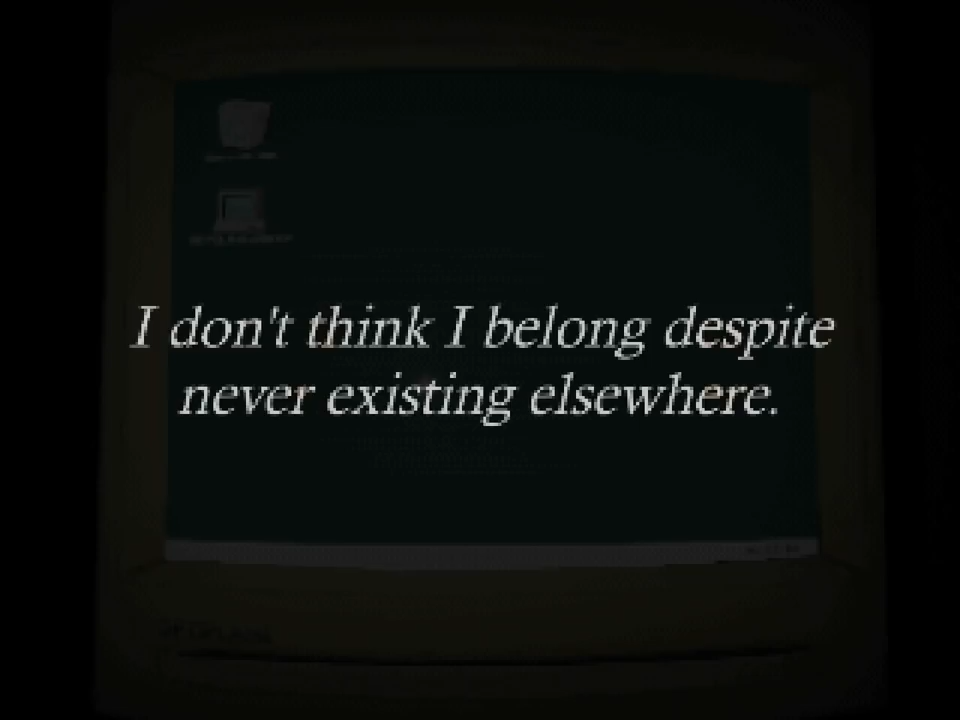 I don't think I belong despite
never existing elsewhere.